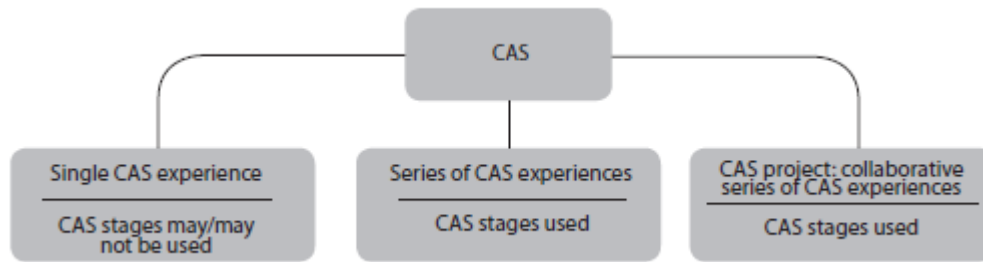 CAS
Single CAS experience
CAS stages may/may
not be used
Series of CAS experiences
CAS stages used
CAS project: collaborative
series of CAS experiences
CAS stages used